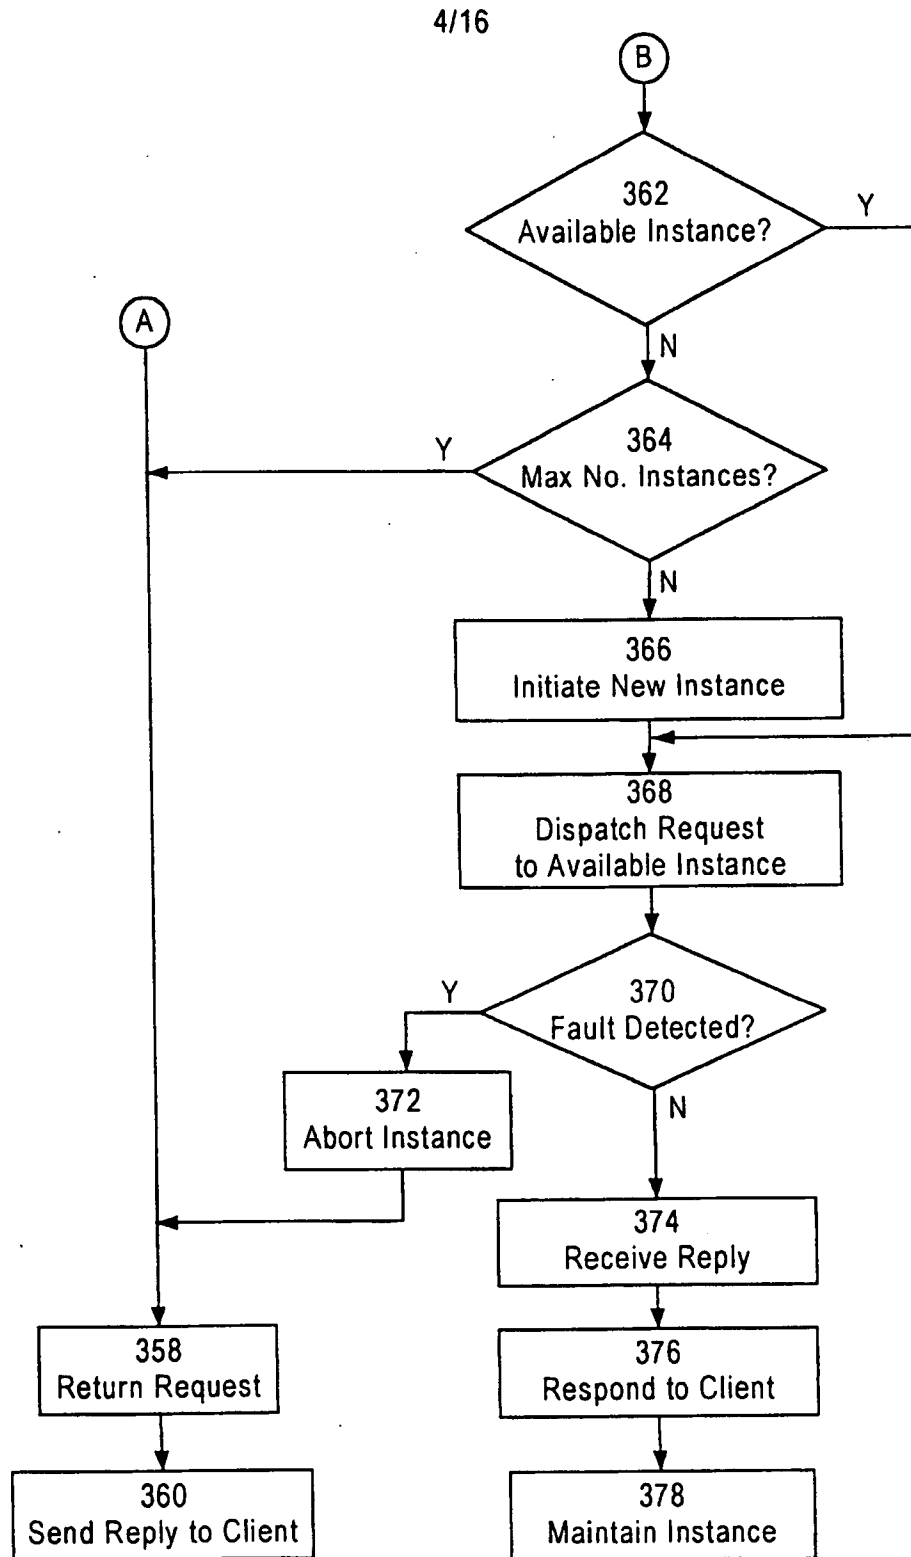 4/16
B
362
Available Instance?
Y
A
N
364
Max No. Instances?
Y
N
366
Initiate New Instance
368
Dispatch Request
to Available Instance
370
Fault Detected?
Y
N
372
Abort Instance
374
Receive Reply
358
Return Request
376
Respond to Client
360
Send Reply to Client
378
Maintain Instance